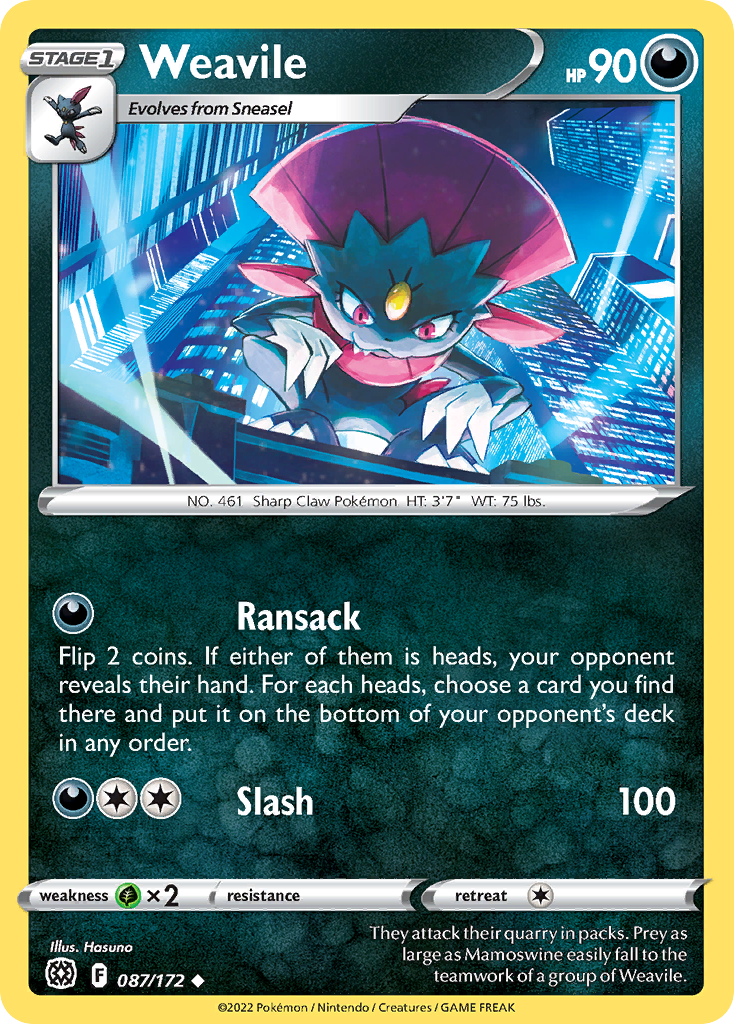 STAGE1
Weavile
HP 90
Evolves from Sneasel
NO. 461 Sharp Claw Pokémon HT: 3'7" WT: 75 lbs.
Ransack
Flip 2 coins. If either of them is heads, your opponent
reveals their hand. For each heads, choose a card you find
there and put it on the bottom of your opponent's deck
in any order.
Slash 100
weakness ×2 resistance retreat
Illus. Hasuno
They attack their quarry in packs. Prey as
large as Mamoswine easily fall to the
teamwork of a group of Weavile.
F 087/172
©2022 Pokémon / Nintendo / Creatures / GAME FREAK